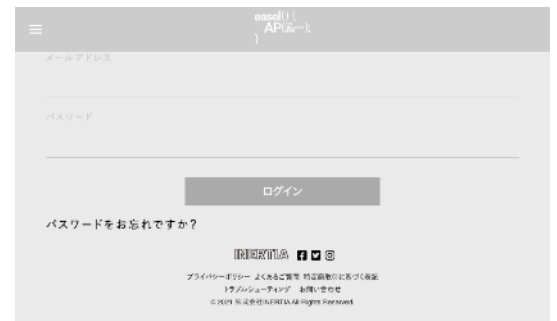 easel() {
AP
}
メールアドレス
パスワード
ログイン
パスワードをお忘れですか?
INERTIA
プライバシーポリシー よくあるご質問 特定商取引に基づく表記
トラブルシューティング お問い合わせ
© 2021 株式会社INERTIA All Rights Reserved.